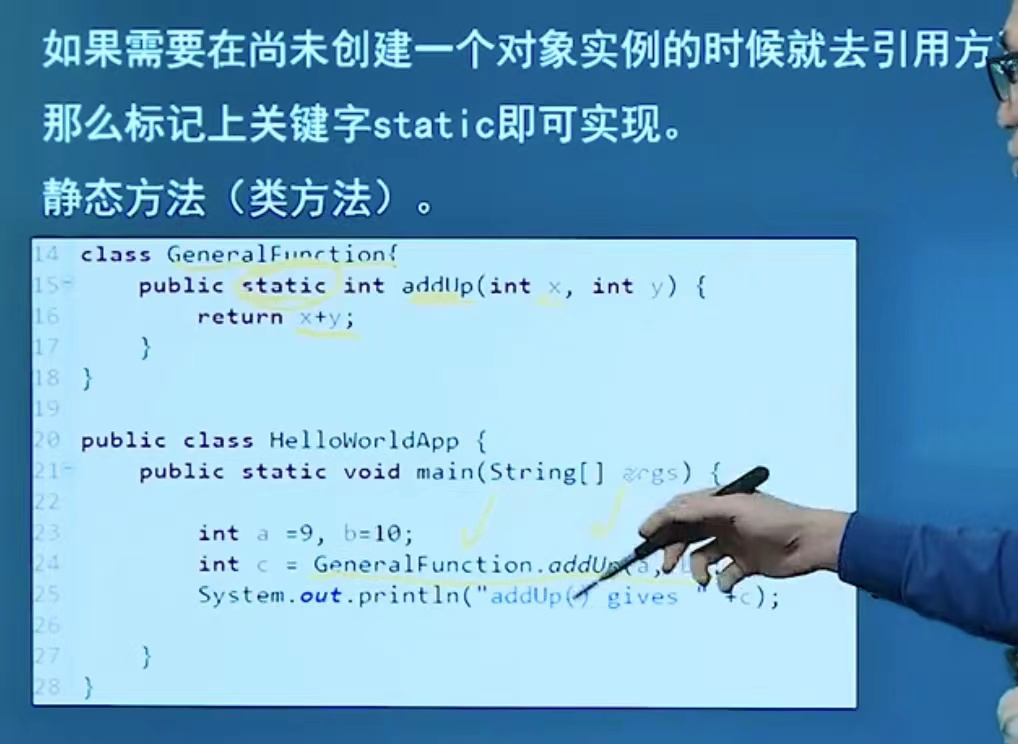 如果需要在尚未创建一个对象实例的时候就去引用方
那么标记上关键字static即可实现。
静态方法（类方法）。
14 class GeneralFunction{
15 public static int addUp(int x, int y) {
16 return x+y;
17 }
18 }
19
20 public class HelloWorldApp {
21 public static void main(String[] args) {
22
23 int a =9, b=10;
24 int c = GeneralFunction.addUp(a,
25 System.out.println("addUp() gives " +c);
26
27 }
28 }